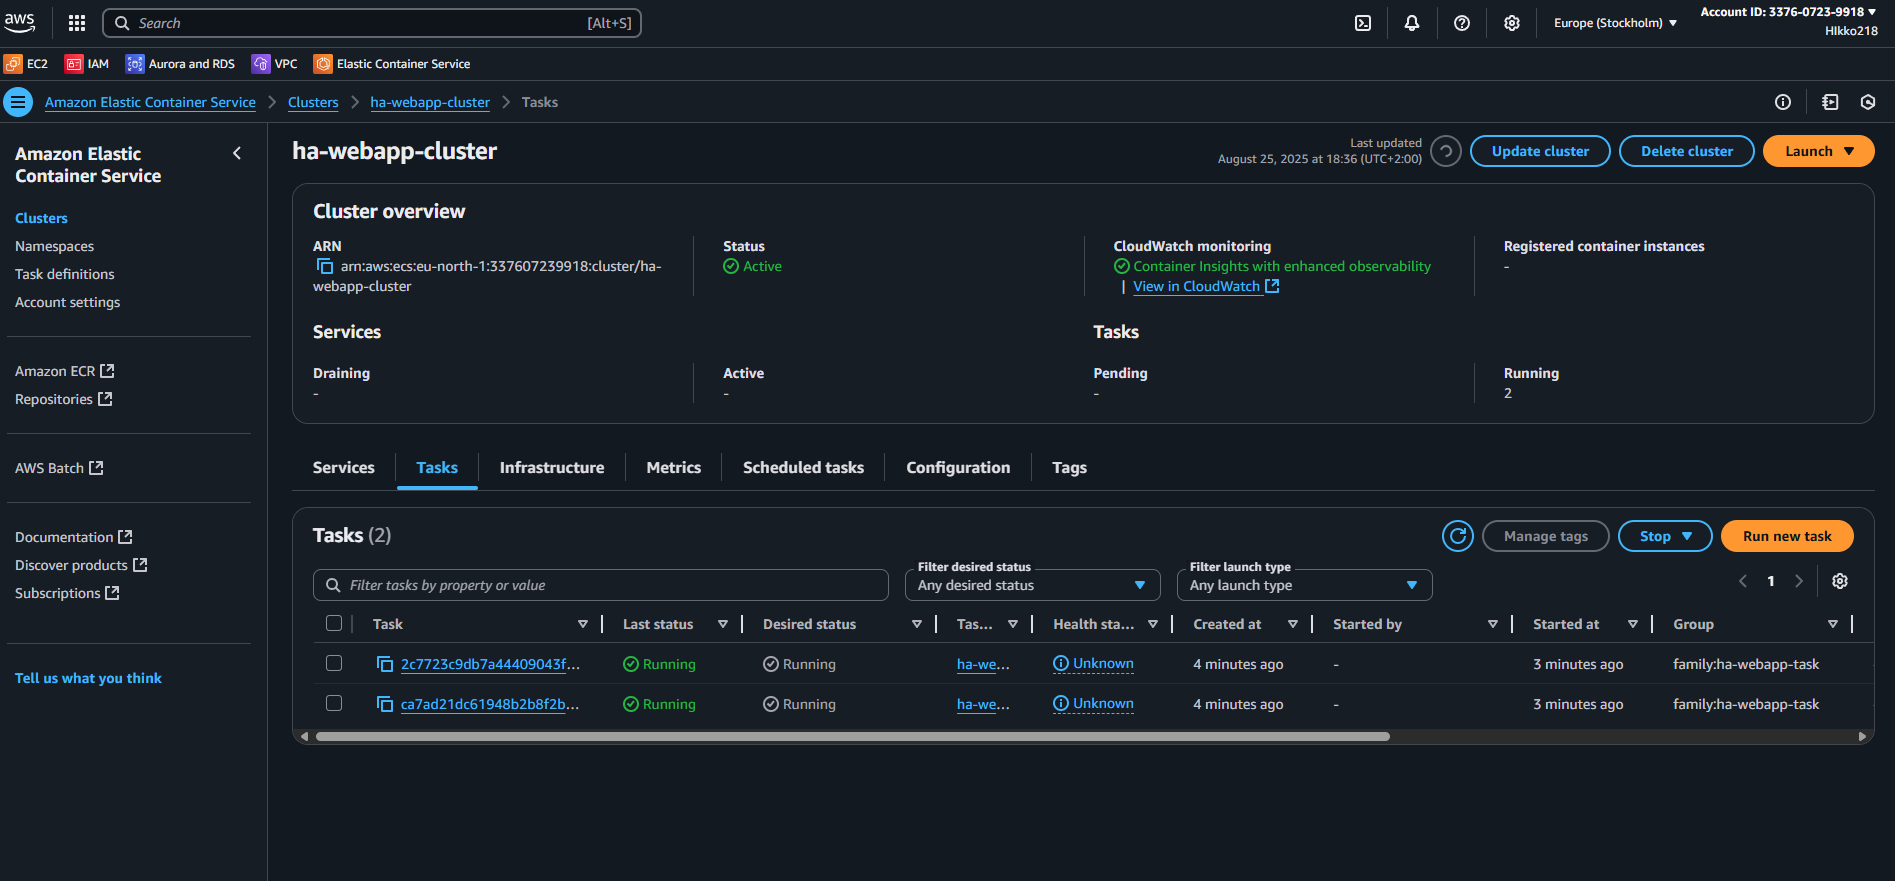 aws
Search [Alt+S]
Europe (Stockholm)
Account ID: 3376-0723-9918
HIkko218
EC2 IAM Aurora and RDS VPC Elastic Container Service
Amazon Elastic Container Service Clusters ha-webapp-cluster Tasks
Amazon Elastic
Container Service
Clusters
Namespaces
Task definitions
Account settings
Amazon ECR
Repositories
AWS Batch
Documentation
Discover products
Subscriptions
Tell us what you think
ha-webapp-cluster
Last updated
August 25, 2025 at 18:36 (UTC+2:00)
Update cluster
Delete cluster
Launch
Cluster overview
ARN
arn:aws:ecs:eu-north-1:337607239918:cluster/ha-
webapp-cluster
Status
Active
CloudWatch monitoring
Container Insights with enhanced observability
| View in CloudWatch
Registered container instances
-
Services
Draining
-
Active
-
Tasks
Pending
-
Running
2
Services Tasks Infrastructure Metrics Scheduled tasks Configuration Tags
Tasks (2)
Manage tags
Stop
Run new task
Filter tasks by property or value
Filter desired status
Any desired status
Filter launch type
Any launch type
1
Task Last status Desired status Tas... Health sta... Created at Started by Started at Group
2c7723c9db7a44409043f... Running Running ha-we... Unknown 4 minutes ago - 3 minutes ago family:ha-webapp-task
ca7ad21dc61948b2b8f2b... Running Running ha-we... Unknown 4 minutes ago - 3 minutes ago family:ha-webapp-task